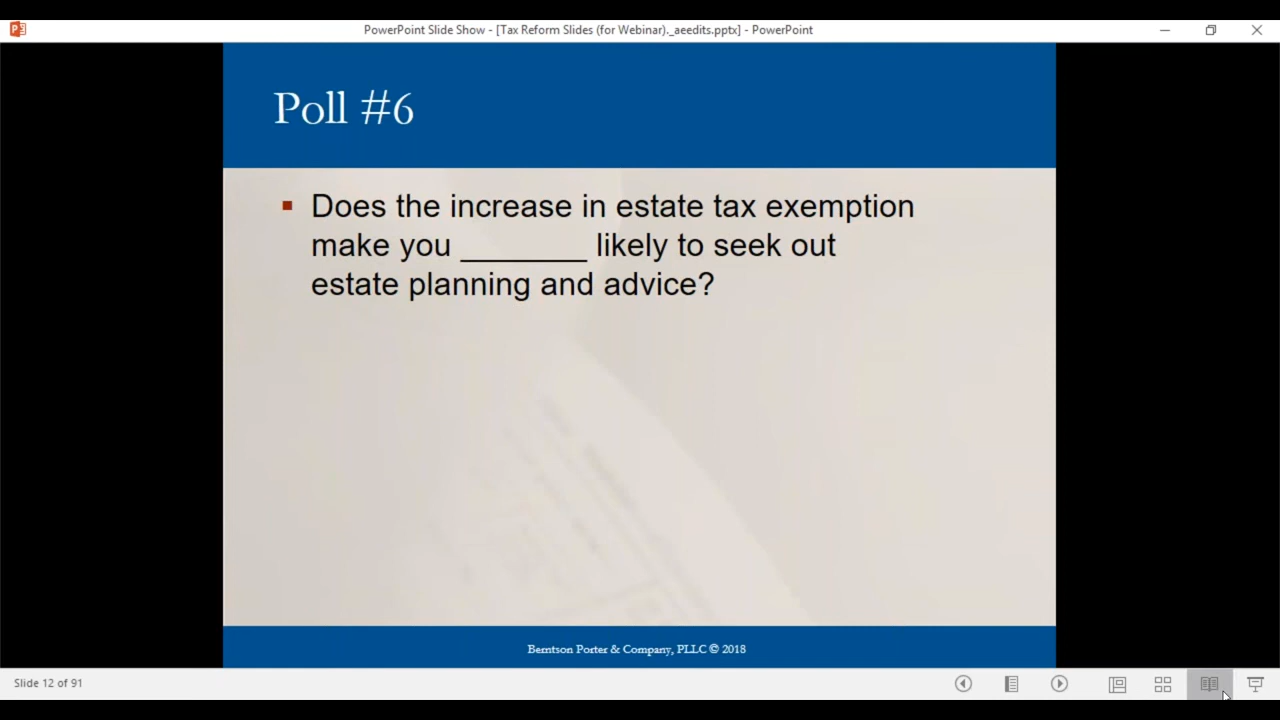 PowerPoint Slide Show - [Tax Reform Slides (for Webinar)._aeedits.pptx] - PowerPoint
Poll #6
▪ Does the increase in estate tax exemption
make you _______ likely to seek out
estate planning and advice?
Berntson Porter & Company, PLLC © 2018
Slide 12 of 91